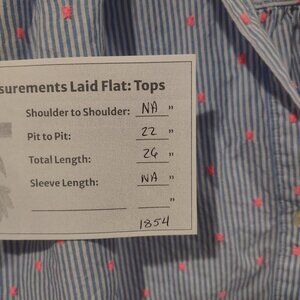 surements Laid Flat: Tops
Shoulder to Shoulder: NA "
Pit to Pit: 22 "
Total Length: 26 "
Sleeve Length: NA "
"
1854